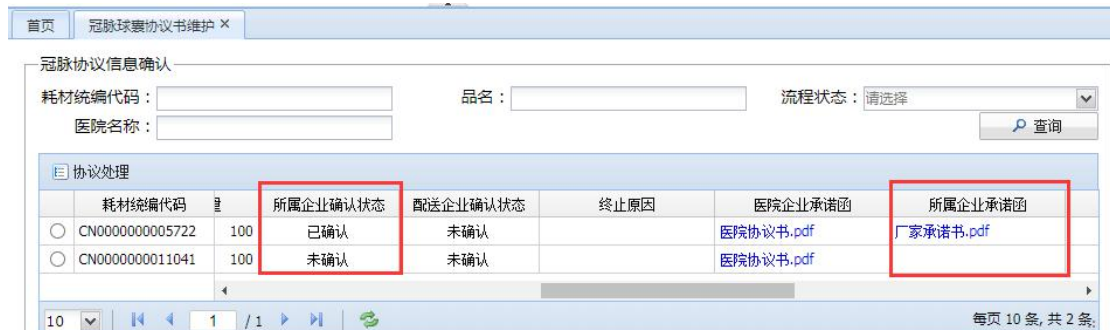 首页 冠脉球囊协议书维护 ×
冠脉协议信息确认
耗材统编代码： 品名： 流程状态： 请选择
医院名称： 查询
协议处理
耗材统编代码 所属企业确认状态 配送企业确认状态 终止原因 医院企业承诺函 所属企业承诺函
CN0000000005722 100 已确认 未确认 医院协议书.pdf 厂家承诺书.pdf
CN0000000011041 100 未确认 未确认 医院协议书.pdf
10 1 /1 每页 10 条, 共 2 条,